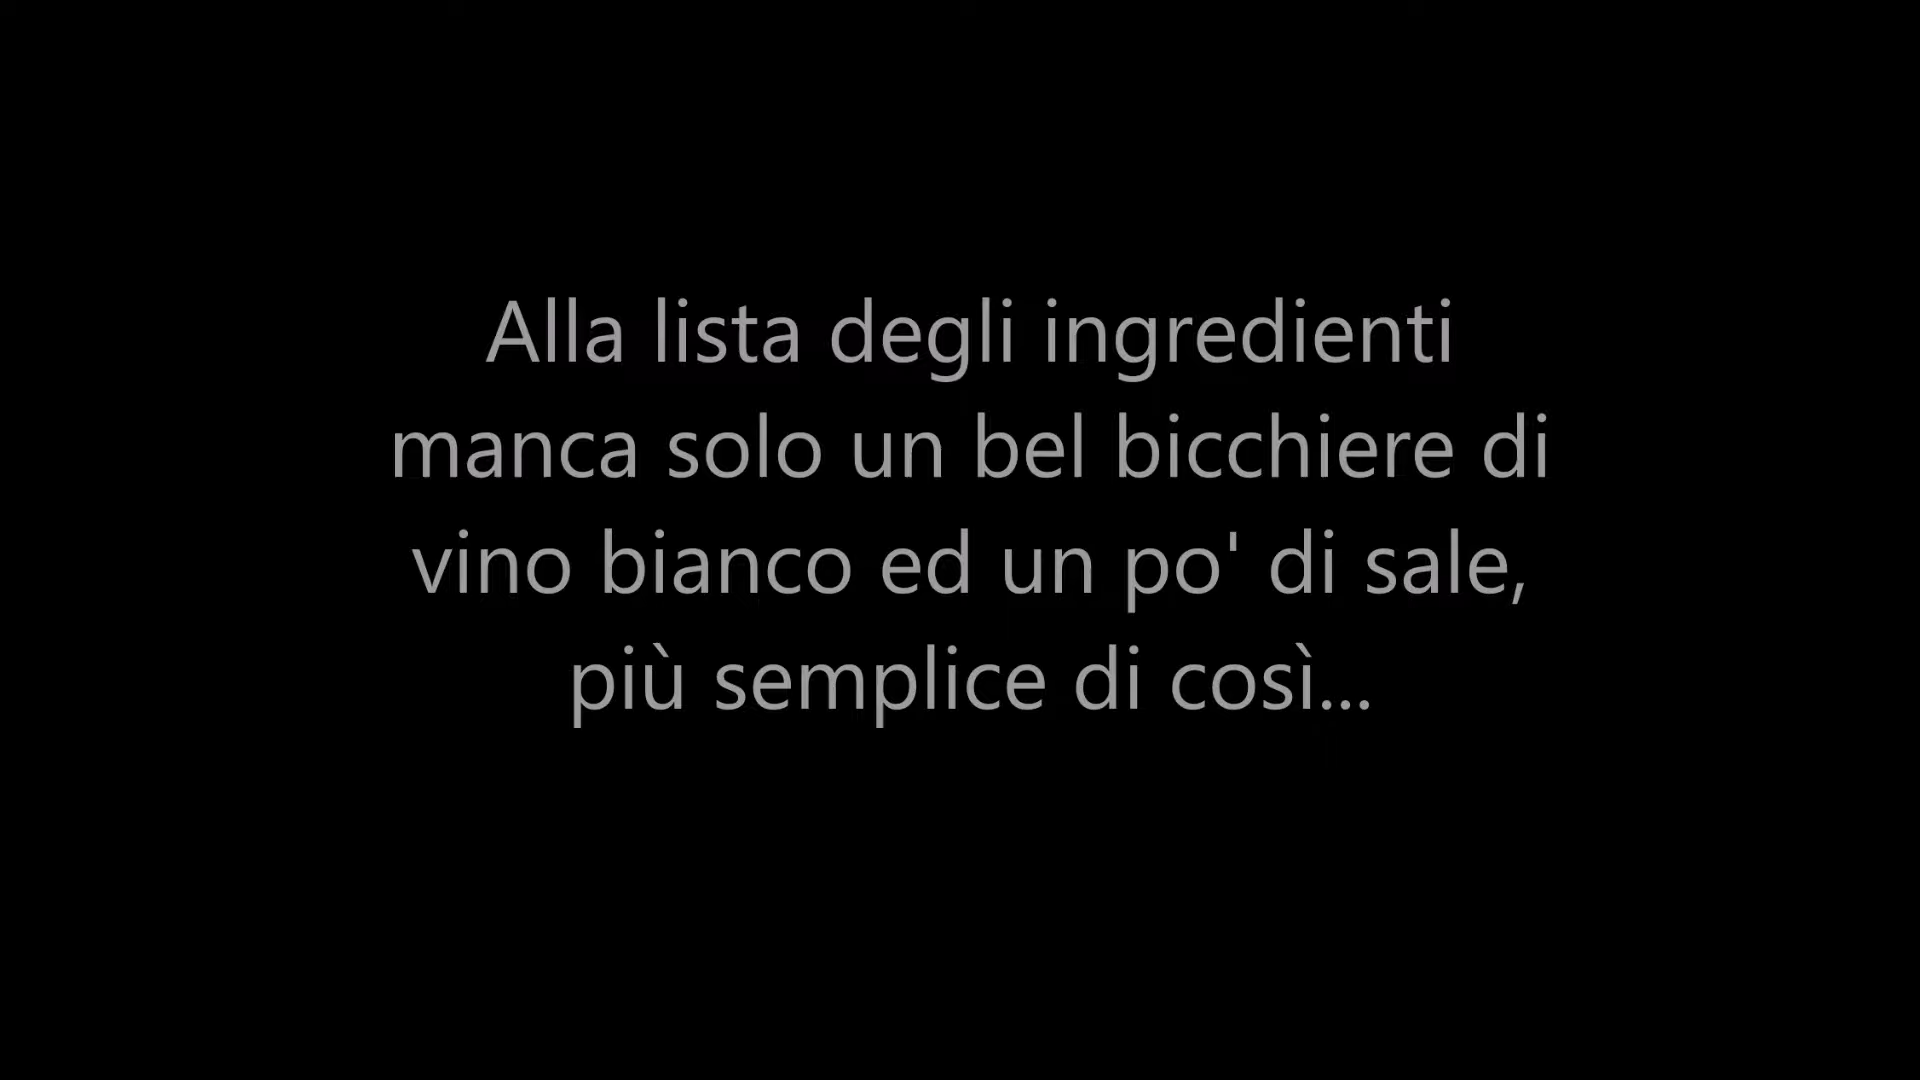 Alla lista degli ingredienti
manca solo un bel bicchiere di
vino bianco ed un po' di sale,
più semplice di così...